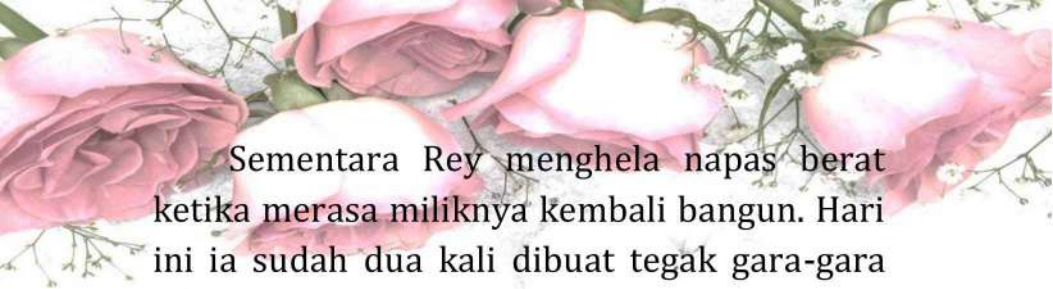 Sementara Rey menghela napas berat
ketika merasa miliknya kembali bangun. Hari
ini ia sudah dua kali dibuat tegak gara-gara